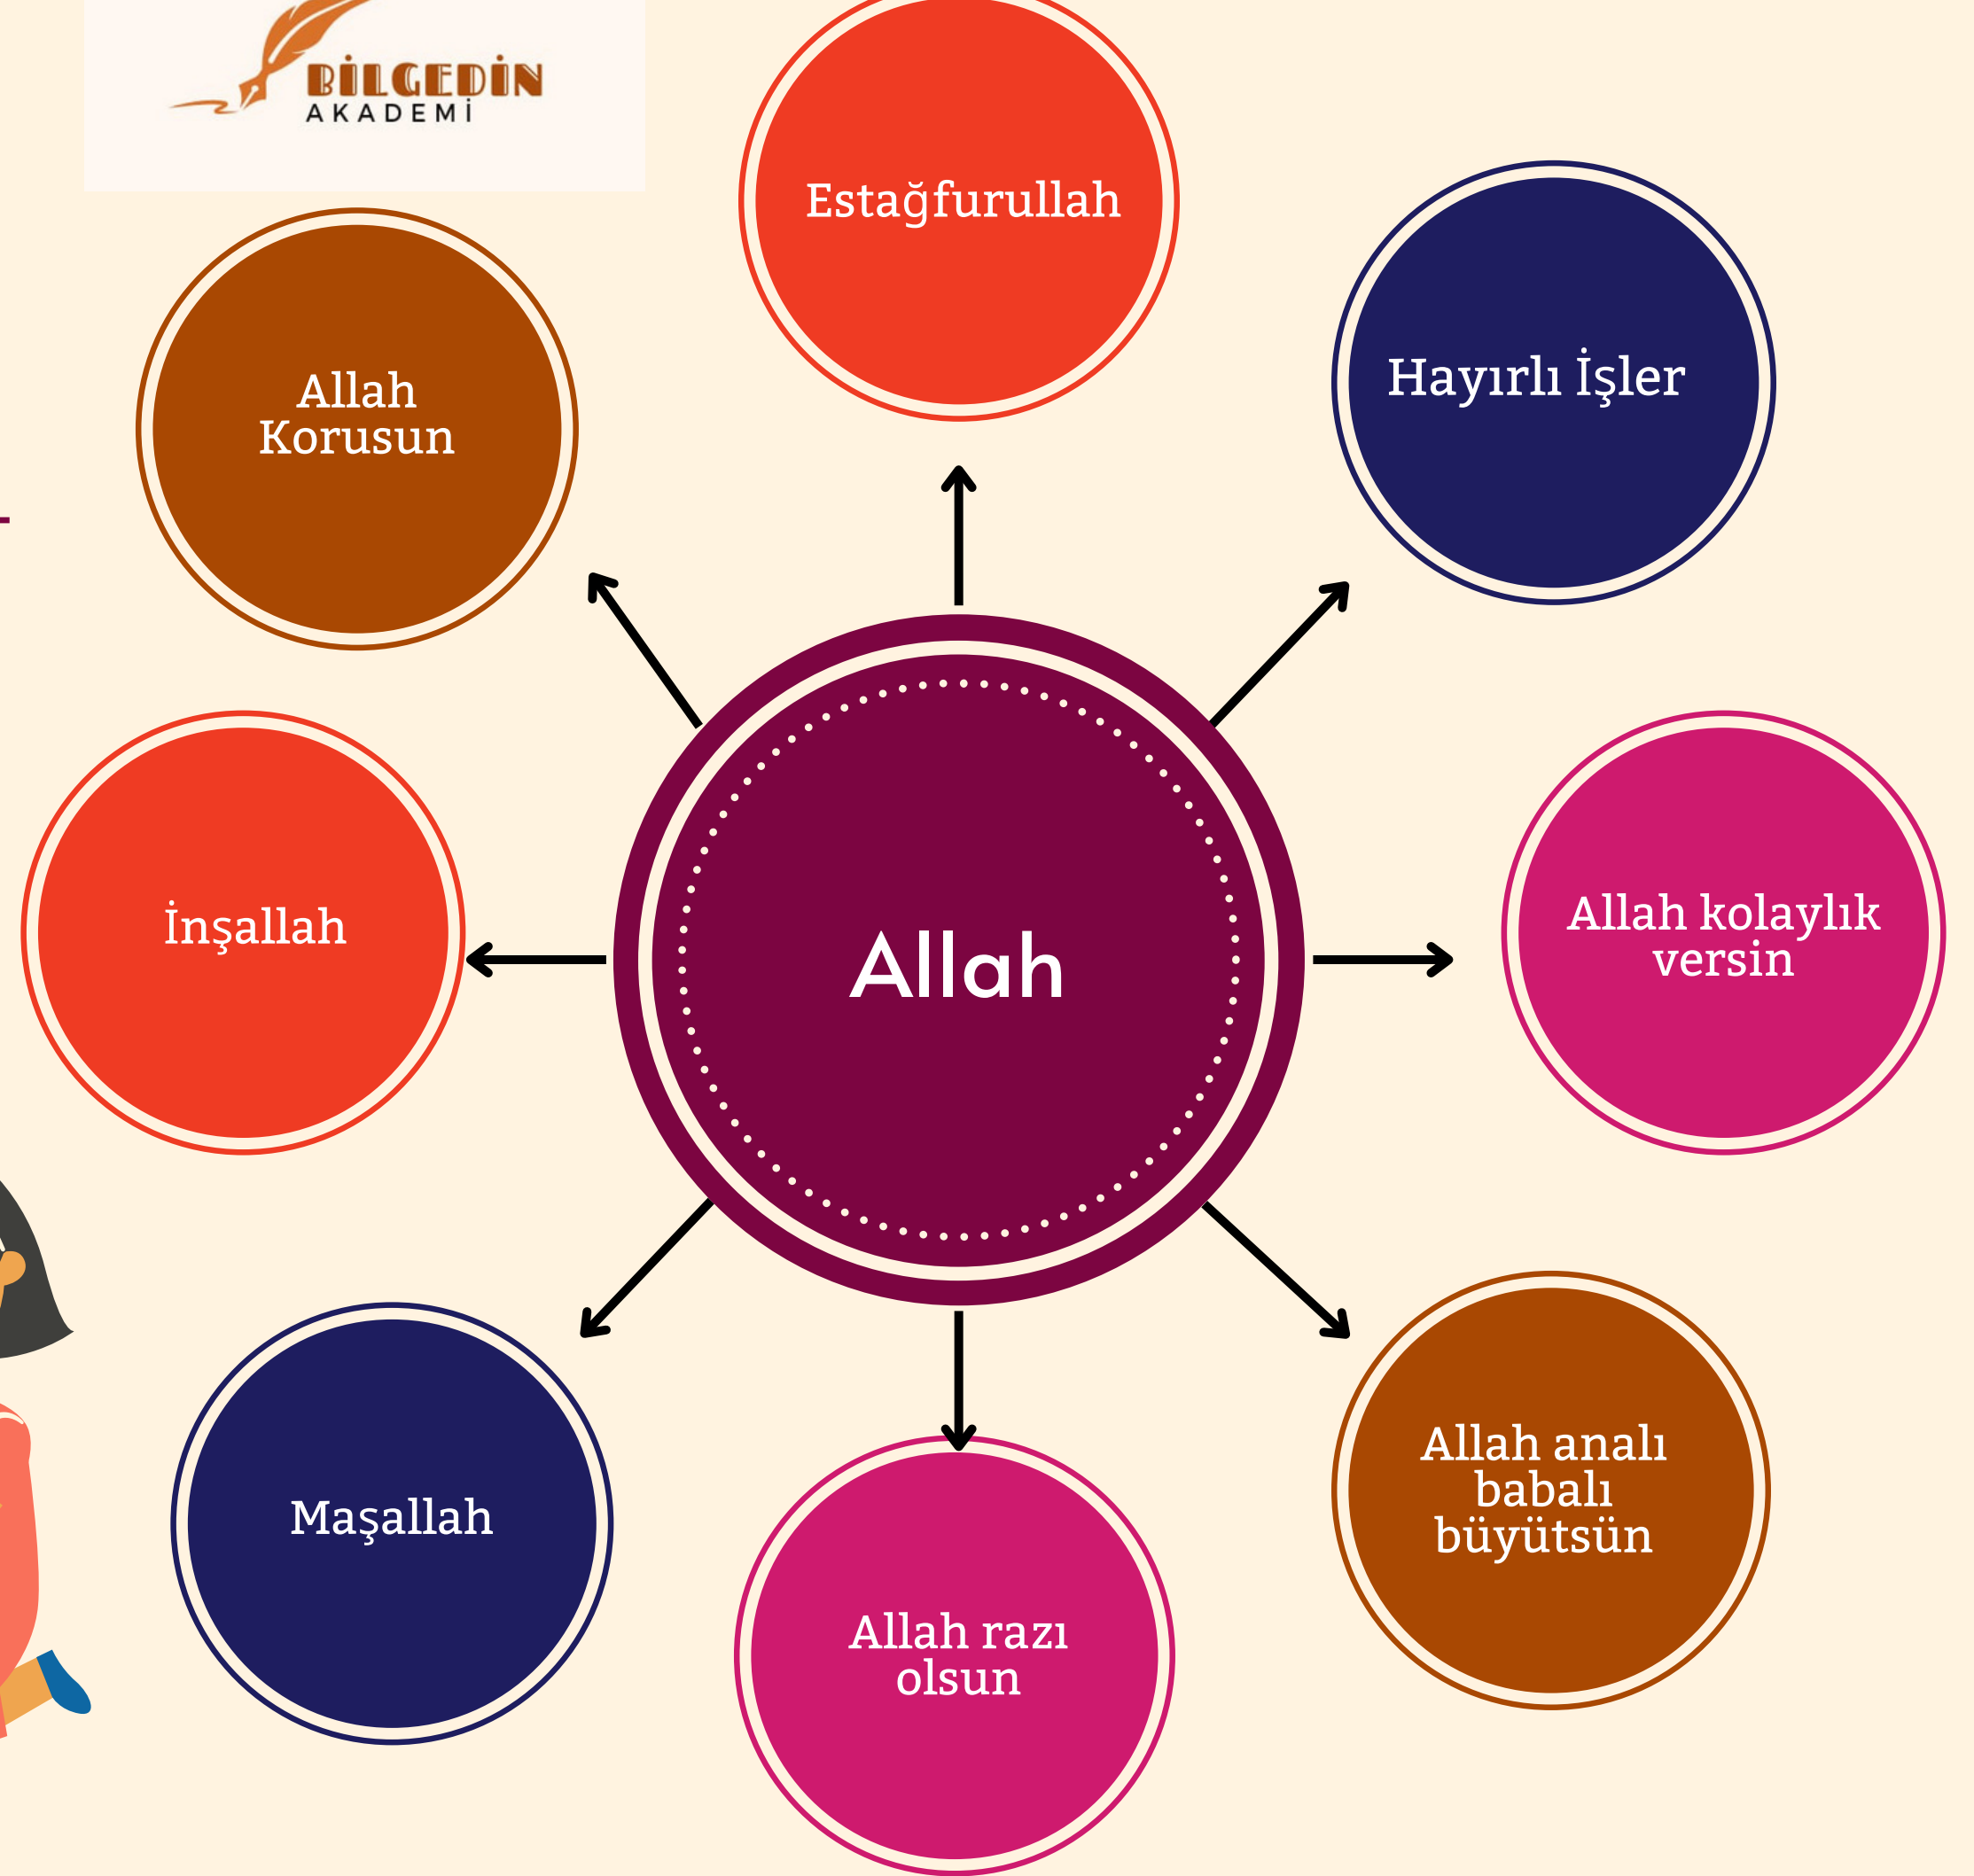 BİLGEDİN
AKADEMİ
Estağfurullah
Hayırlı İşler
Allah
Korusun
İnşallah
Allah
Allah kolaylık
versin
Maşallah
Allah razı
olsun
Allah analı
babalı
büyütsün